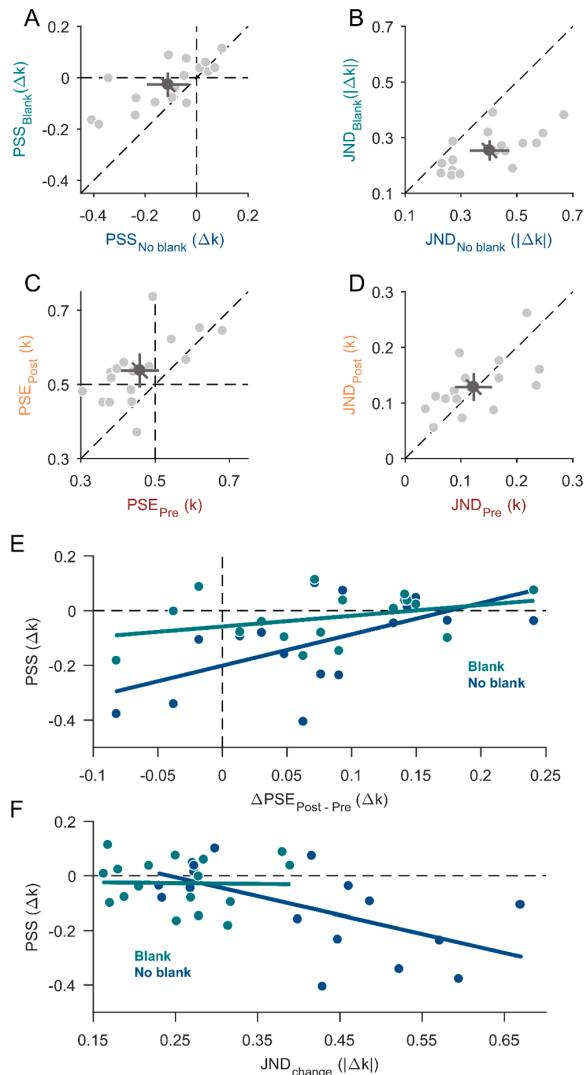 A
PSS_Blank (Δk)
0.2
0
-0.2
-0.4
-0.4 -0.2 0 0.2
PSS_No blank (Δk)
B
JND_Blank (|Δk|)
0.7
0.5
0.3
0.1
0.1 0.3 0.5 0.7
JND_No blank (|Δk|)
C
PSE_Post (k)
0.7
0.5
0.3
0.3 0.5 0.7
PSE_Pre (k)
D
JND_Post (k)
0.3
0.2
0.1
0
0 0.1 0.2 0.3
JND_Pre (k)
E
PSS (Δk)
0.2
0
-0.2
-0.4
Blank
No blank
-0.1 -0.05 0 0.05 0.1 0.15 0.2 0.25
ΔPSE_Post - Pre (Δk)
F
PSS (Δk)
0.2
0
-0.2
-0.4
Blank
No blank
0.15 0.25 0.35 0.45 0.55 0.65
JND_change (|Δk|)